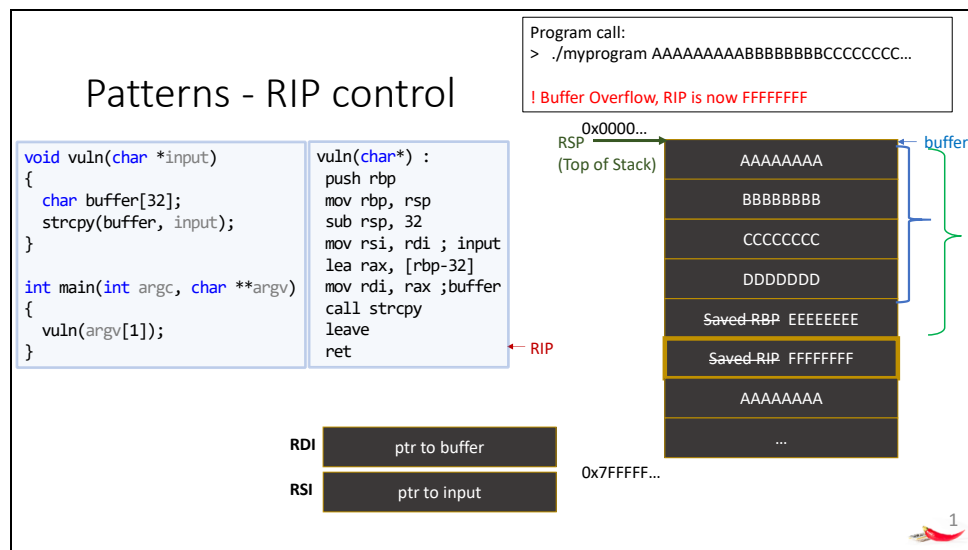 Program call:
> ./myprogram AAAAAAAAABBBBBBBBCCCCCCCC...
! Buffer Overflow, RIP is now FFFFFFFF
Patterns - RIP control
void vuln(char *input)
{
char buffer[32];
strcpy(buffer, input);
}
int main(int argc, char **argv)
{
vuln(argv[1]);
}
vuln(char*) :
push rbp
mov rbp, rsp
sub rsp, 32
mov rsi, rdi ; input
lea rax, [rbp-32]
mov rdi, rax ;buffer
call strcpy
leave
ret
RIP
0x0000...
RSP
(Top of Stack)
buffer
AAAAAAAA
BBBBBBBB
CCCCCCCC
DDDDDDD
Saved RBP EEEEEEEE
Saved RIP FFFFFFFF
AAAAAAAA
...
0x7FFFFF...
RDI ptr to buffer
RSI ptr to input
1